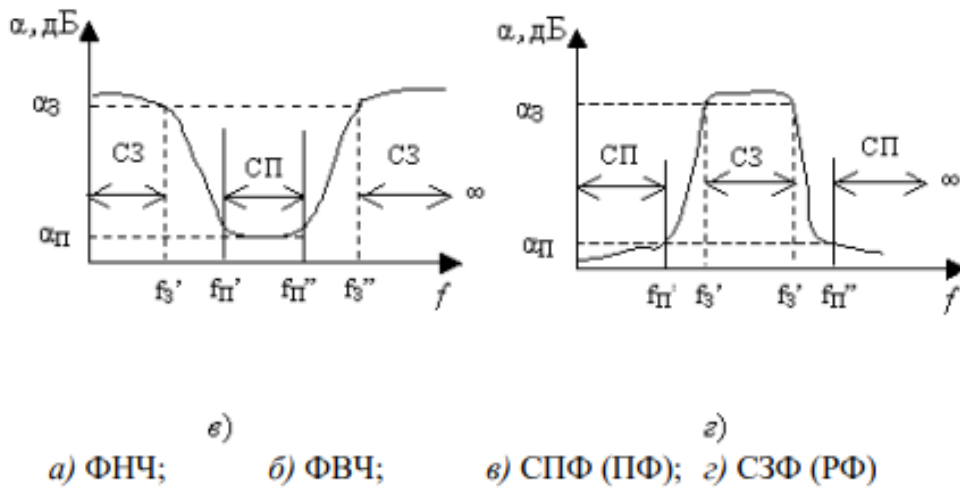 α, дБ
αЗ
СЗ
СП
СЗ
∞
αП
fЗ' fП' fП'' fЗ'' f
в)
α, дБ
αЗ
СП
СЗ
СП
∞
αП
fП' fЗ' fЗ' fП'' f
г)
а) ФНЧ; б) ФВЧ; в) СПФ (ПФ); г) СЗФ (РФ)